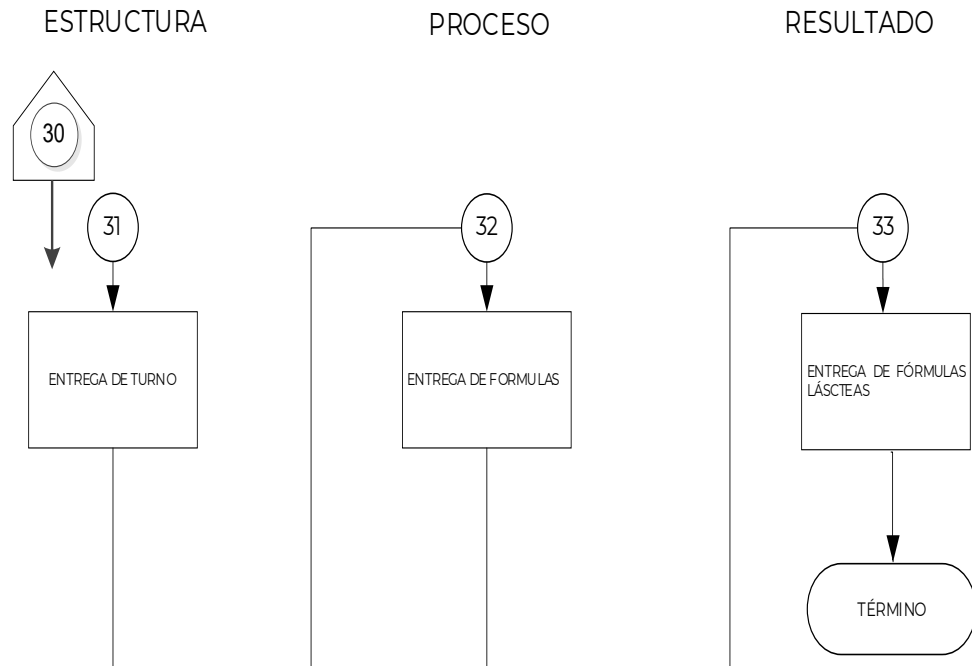 ESTRUCTURA
PROCESO
RESULTADO
30
31
32
33
ENTREGA DE TURNO
ENTREGA DE FORMULAS
ENTREGA DE FÓRMULAS
LÁSCTEAS
TÉRMINO